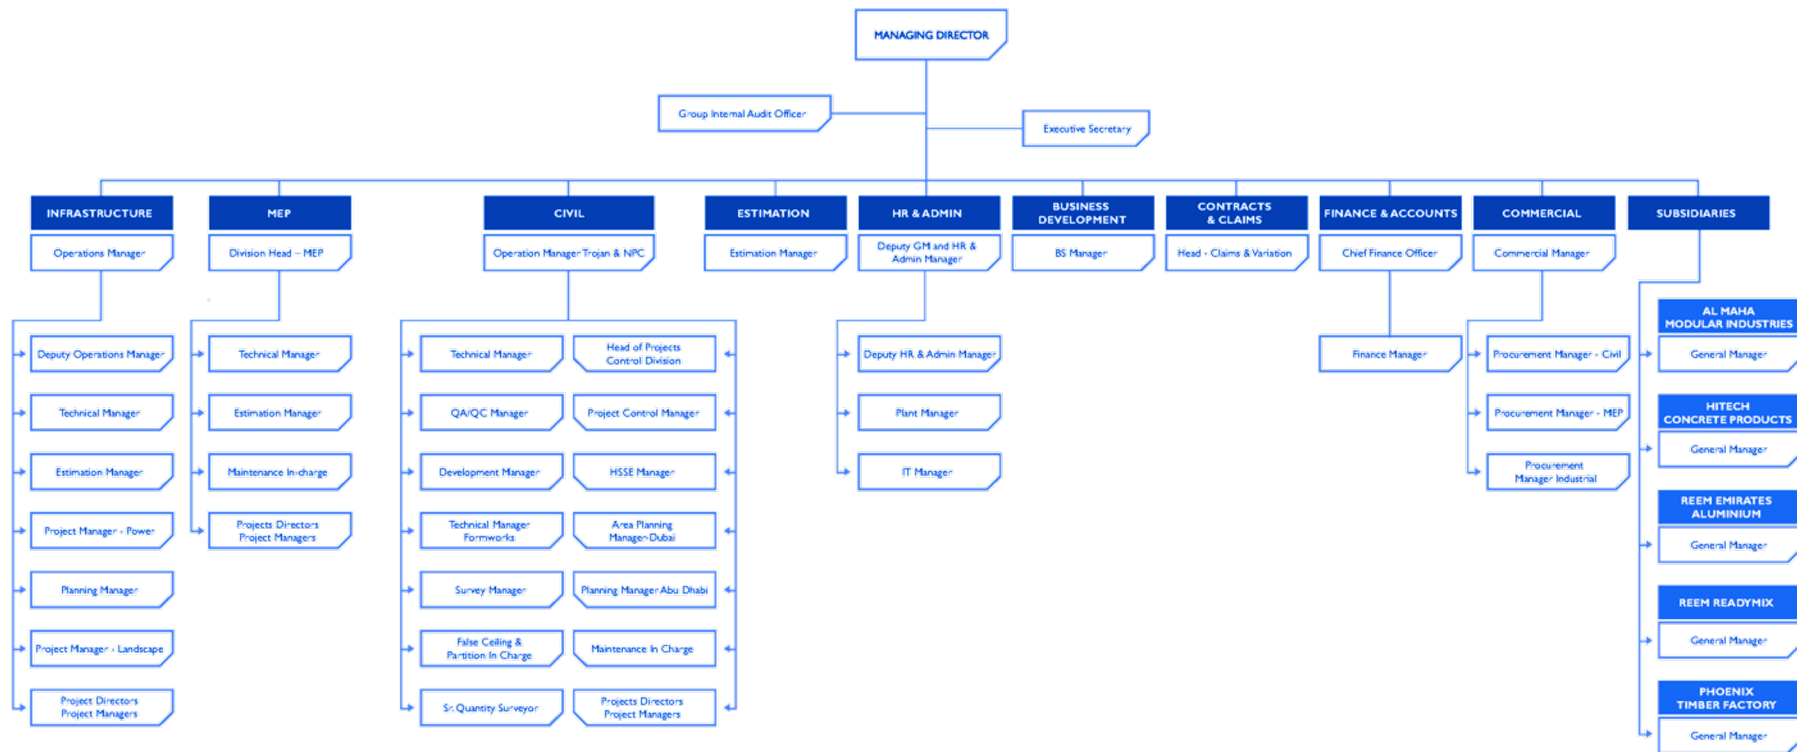 MANAGING DIRECTOR
Group Internal Audit Officer
Executive Secretary
INFRASTRUCTURE
Operations Manager
Deputy Operations Manager
Technical Manager
Estimation Manager
Project Manager - Power
Planning Manager
Project Manager - Landscape
Project Directors
Project Managers
MEP
Division Head – MEP
Technical Manager
Estimation Manager
Maintenance In-charge
Projects Directors
Project Managers
CIVIL
Operation Manager Trojan & NPC
Technical Manager
QA/QC Manager
Development Manager
Technical Manager
Formworks
Survey Manager
False Ceiling &
Partition In Charge
Sr. Quantity Surveyor
Head of Projects
Control Division
Project Control Manager
HSSE Manager
Area Planning
Manager-Dubai
Planning Manager Abu Dhabi
Maintenance In Charge
Projects Directors
Project Managers
ESTIMATION
Estimation Manager
HR & ADMIN
Deputy GM and HR &
Admin Manager
Deputy HR & Admin Manager
Plant Manager
IT Manager
BUSINESS
DEVELOPMENT
BS Manager
CONTRACTS
& CLAIMS
Head - Claims & Variation
FINANCE & ACCOUNTS
Chief Finance Officer
Finance Manager
COMMERCIAL
Commercial Manager
Procurement Manager - Civil
Procurement Manager - MEP
Procurement
Manager Industrial
SUBSIDIARIES
AL MAHA
MODULAR INDUSTRIES
General Manager
HITECH
CONCRETE PRODUCTS
General Manager
REEM EMIRATES
ALUMINIUM
General Manager
REEM READYMIX
General Manager
PHOENIX
TIMBER FACTORY
General Manager